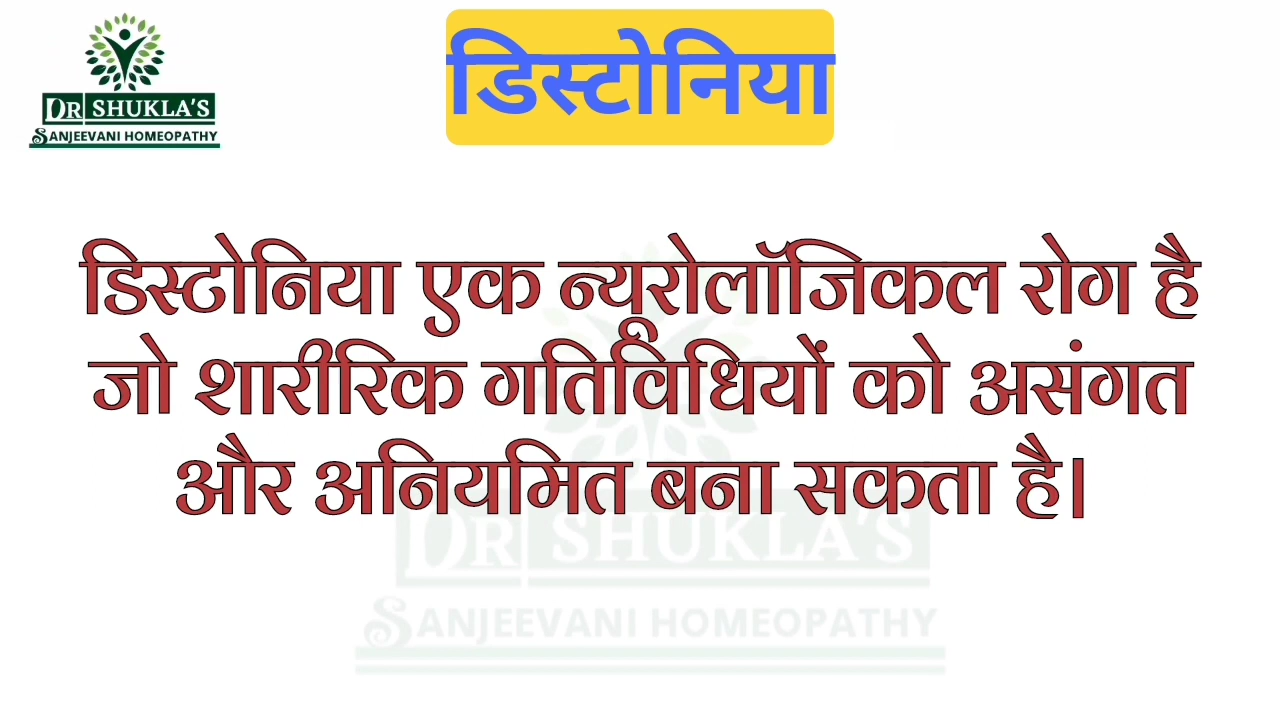 DR SHUKLA'S
SANJEEVANI HOMEOPATHY
डिस्टोनिया
डिस्टोनिया एक न्यूरोलॉजिकल रोग है
जो शारीरिक गतिविधियों को असंगत
और अनियमित बना सकता है।
DR SHUKLA'S
SANJEEVANI HOMEOPATHY